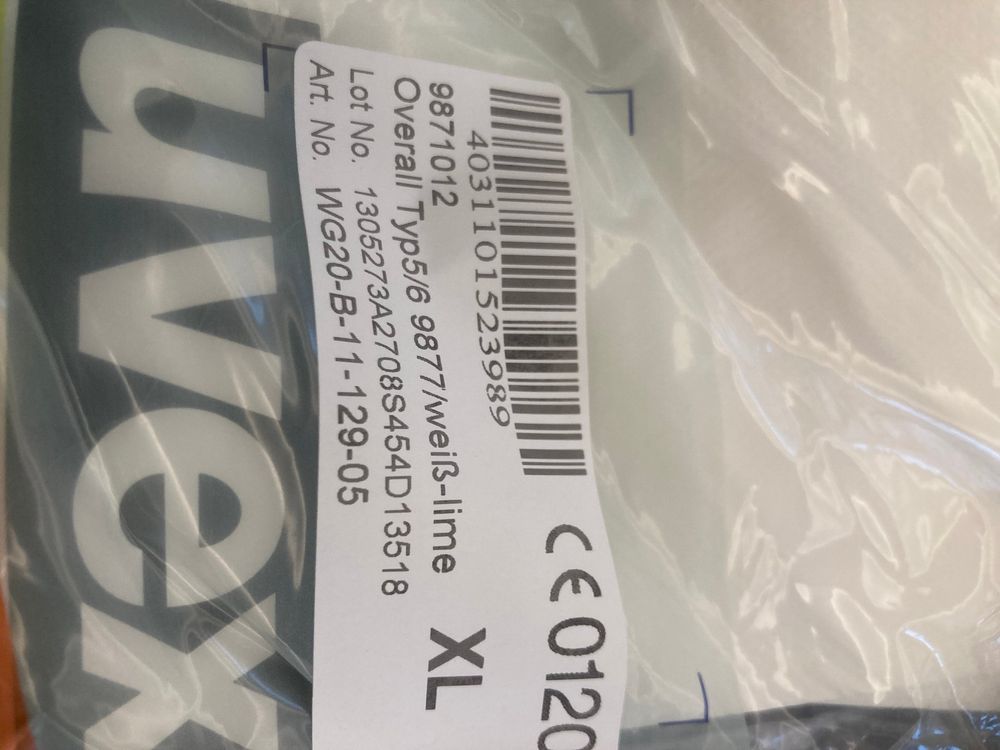 uvex
4031101523989
CE 0120
9871012
Overall Typ5/6 9877/weiß-lime
XL
Lot No. 1305273A2708S454D13518
Art. No. WG20-B-11-129-05